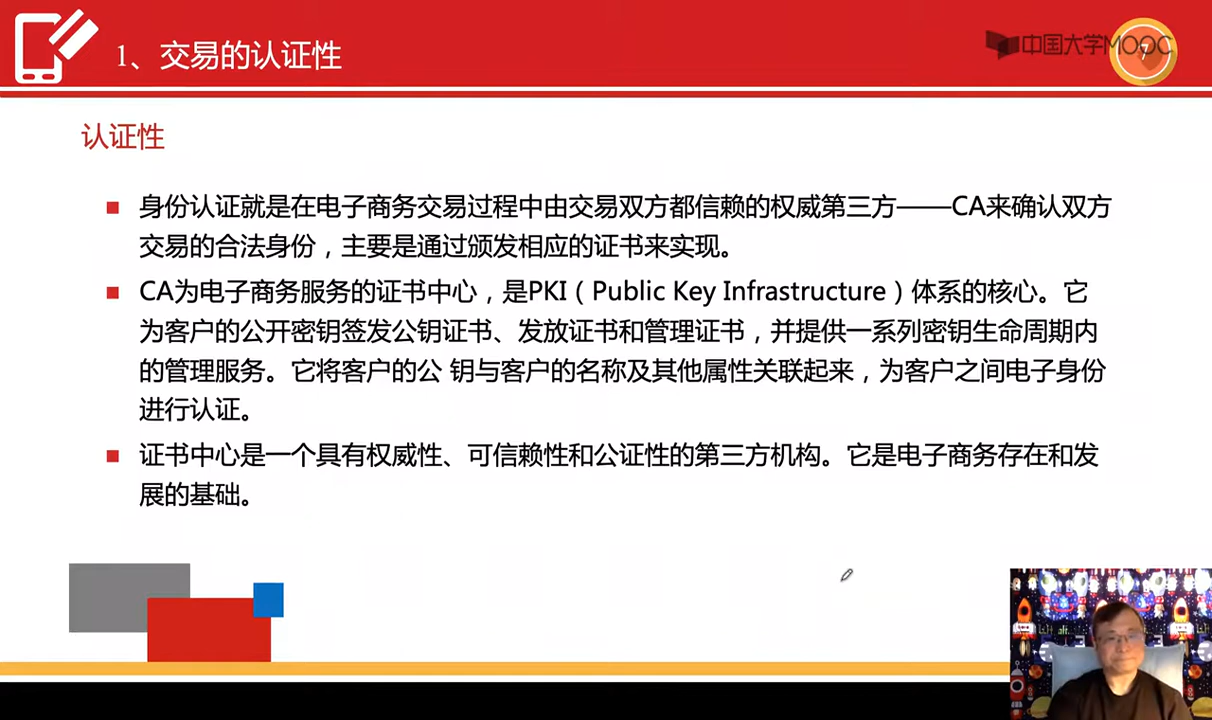 1、交易的认证性
中国大学MOOC
7
认证性
身份认证就是在电子商务交易过程中由交易双方都信赖的权威第三方——CA来确认双方
交易的合法身份，主要是通过颁发相应的证书来实现。
CA为电子商务服务的证书中心，是PKI（Public Key Infrastructure）体系的核心。它
为客户的公开密钥签发公钥证书、发放证书和管理证书，并提供一系列密钥生命周期内
的管理服务。它将客户的公 钥与客户的名称及其他属性关联起来，为客户之间电子身份
进行认证。
证书中心是一个具有权威性、可信赖性和公证性的第三方机构。它是电子商务存在和发
展的基础。